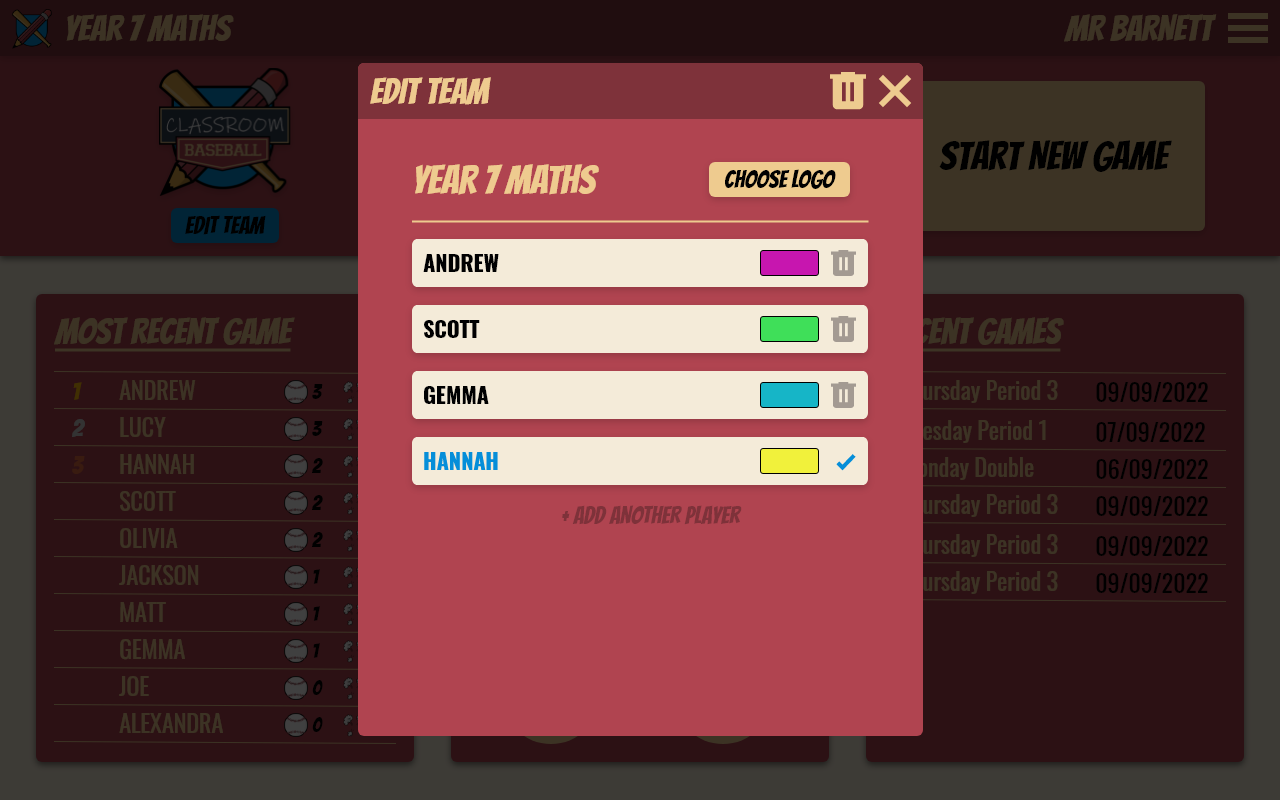 YEAR 7 MATHS
MR BARNETT
EDIT TEAM
CLASSROOM
BASEBALL
EDIT TEAM
START NEW GAME
YEAR 7 MATHS
CHOOSE LOGO
ANDREW
SCOTT
GEMMA
HANNAH
+ ADD ANOTHER PLAYER
MOST RECENT GAME
1 ANDREW 3
2 LUCY 3
3 HANNAH 2
SCOTT 2
OLIVIA 2
JACKSON 1
MATT 1
GEMMA 1
JOE 0
ALEXANDRA 0
CENT GAMES
ursday Period 3 09/09/2022
esday Period 1 07/09/2022
onday Double 06/09/2022
ursday Period 3 09/09/2022
ursday Period 3 09/09/2022
ursday Period 3 09/09/2022